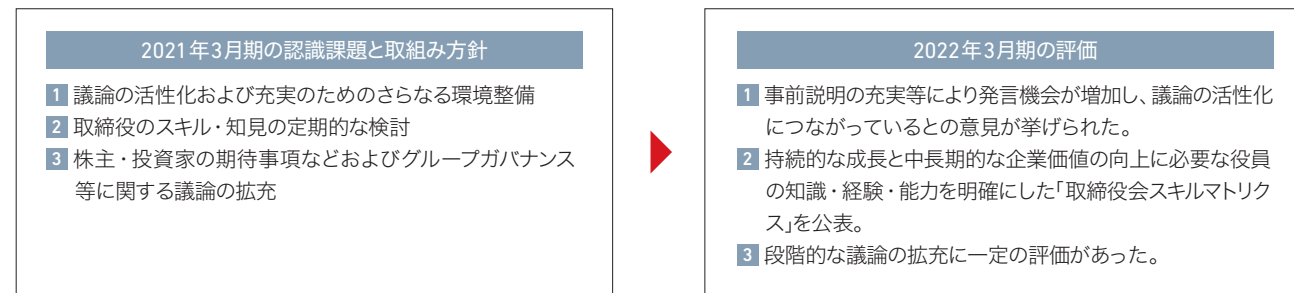 2021年3月期の認識課題と取組み方針
1 議論の活性化および充実のためのさらなる環境整備
2 取締役のスキル・知見の定期的な検討
3 株主・投資家の期待事項などおよびグループガバナンス
等に関する議論の拡充
2022年3月期の評価
1 事前説明の充実等により発言機会が増加し、議論の活性化
につながっているとの意見が挙げられた。
2 持続的な成長と中長期的な企業価値の向上に必要な役員
の知識・経験・能力を明確にした「取締役会スキルマトリク
ス」を公表。
3 段階的な議論の拡充に一定の評価があった。